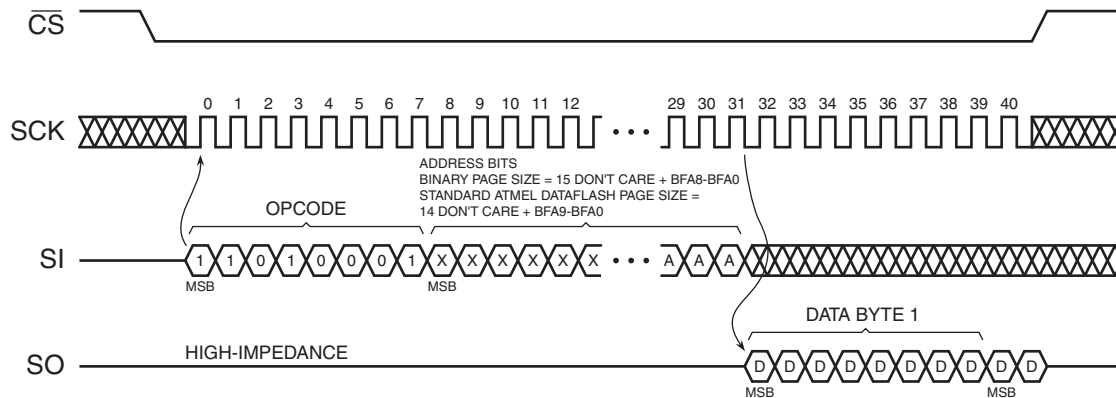 CS
0 1 2 3 4 5 6 7 8 9 10 11 12 29 30 31 32 33 34 35 36 37 38 39 40
SCK
ADDRESS BITS
BINARY PAGE SIZE = 15 DON'T CARE + BFA8-BFA0
STANDARD ATMEL DATAFLASH PAGE SIZE =
14 DON'T CARE + BFA9-BFA0
OPCODE
SI 1 1 0 1 0 0 0 1 X X X X X X • • • A A A
MSB MSB
DATA BYTE 1
HIGH-IMPEDANCE
SO D D D D D D D D D D
MSB MSB